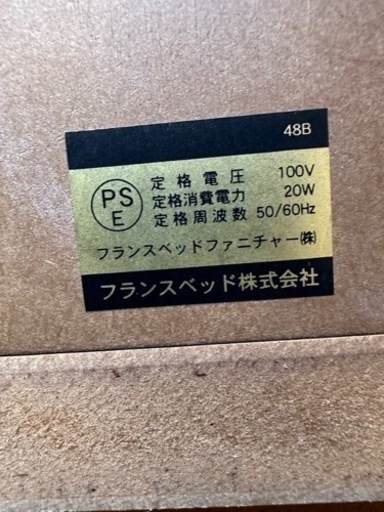 48B
PS
E
定格電圧 100V
定格消費電力 20W
定格周波数 50/60Hz
フランスベッドファニチャー㈱
フランスベッド株式会社